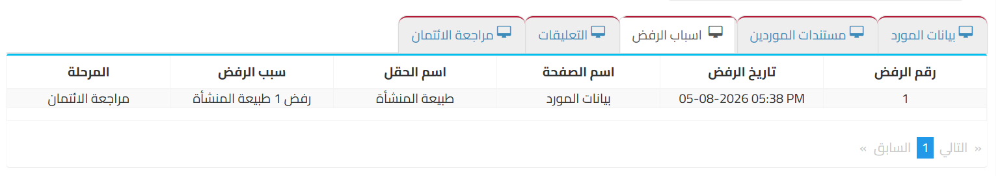 بيانات المورد مستندات الموردين اسباب الرفض التعليقات مراجعة الائتمان
رقم الرفض تاريخ الرفض اسم الصفحة اسم الحقل سبب الرفض المرحلة
1 05-08-2026 05:38 PM بيانات المورد طبيعة المنشأة رفض 1 طبيعة المنشأة مراجعة الائتمان
« التالي 1 السابق »